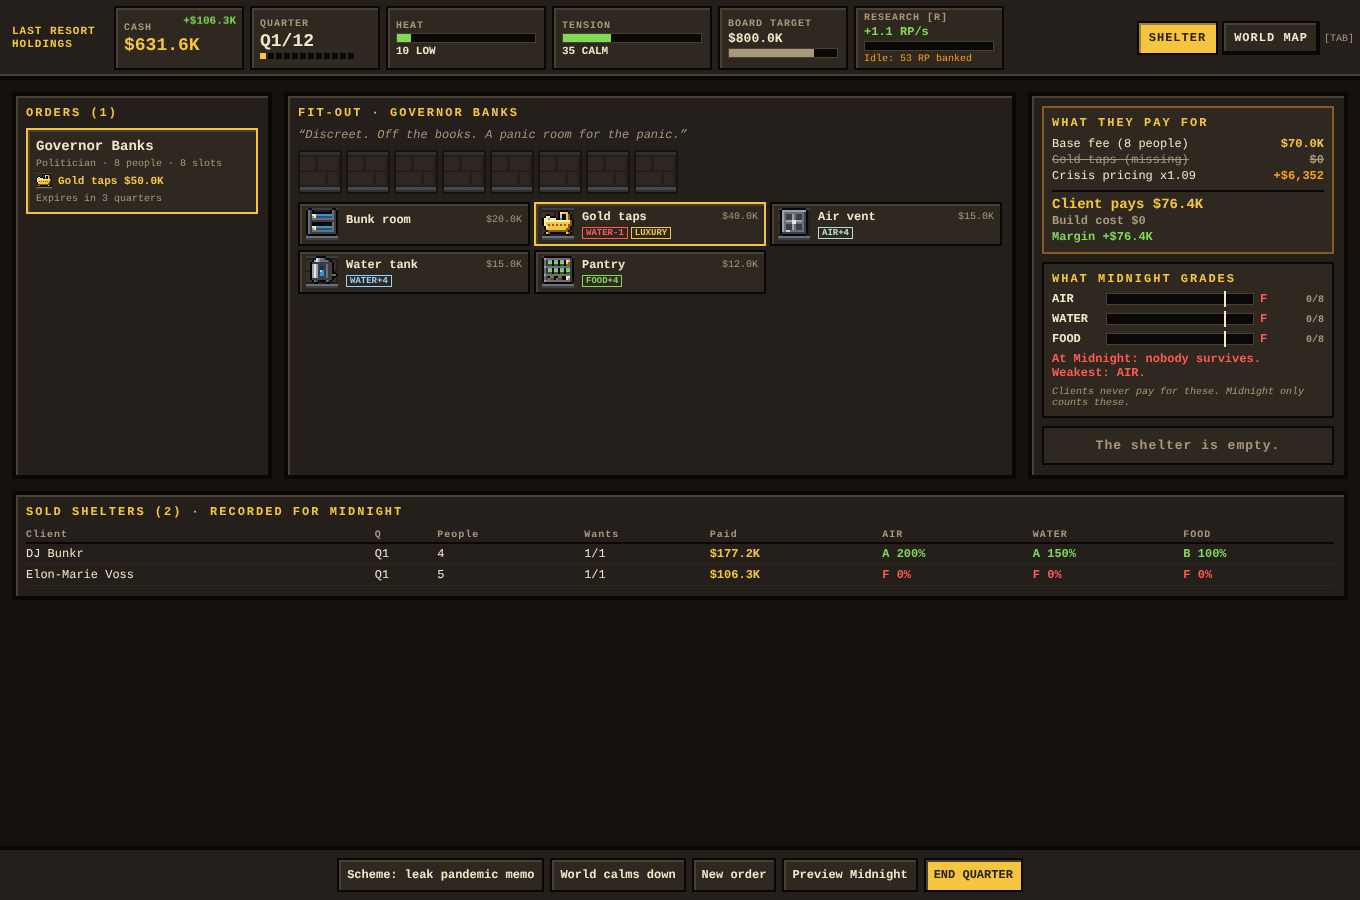 LAST RESORT
HOLDINGS
CASH
+$106.3K
$631.6K
QUARTER
Q1/12
HEAT
10 LOW
TENSION
35 CALM
BOARD TARGET
$800.0K
RESEARCH [R]
+1.1 RP/s
Idle: 53 RP banked
SHELTER
WORLD MAP
[TAB]
ORDERS (1)
Governor Banks
Politician · 8 people · 8 slots
Gold taps $50.0K
Expires in 3 quarters
FIT-OUT · GOVERNOR BANKS
“Discreet. Off the books. A panic room for the panic.”
Bunk room $20.0K
Gold taps $40.0K
WATER-1 LUXURY
Air vent $15.0K
AIR+4
Water tank $15.0K
WATER+4
Pantry $12.0K
FOOD+4
WHAT THEY PAY FOR
Base fee (8 people) $70.0K
Gold taps (missing) $0
Crisis pricing x1.09 +$6,352
Client pays $76.4K
Build cost $0
Margin +$76.4K
WHAT MIDNIGHT GRADES
AIR F 0/8
WATER F 0/8
FOOD F 0/8
At Midnight: nobody survives.
Weakest: AIR.
Clients never pay for these. Midnight only
counts these.
The shelter is empty.
SOLD SHELTERS (2) · RECORDED FOR MIDNIGHT
Client Q People Wants Paid AIR WATER FOOD
DJ Bunkr Q1 4 1/1 $177.2K A 200% A 150% B 100%
Elon-Marie Voss Q1 5 1/1 $106.3K F 0% F 0% F 0%
Scheme: leak pandemic memo
World calms down
New order
Preview Midnight
END QUARTER